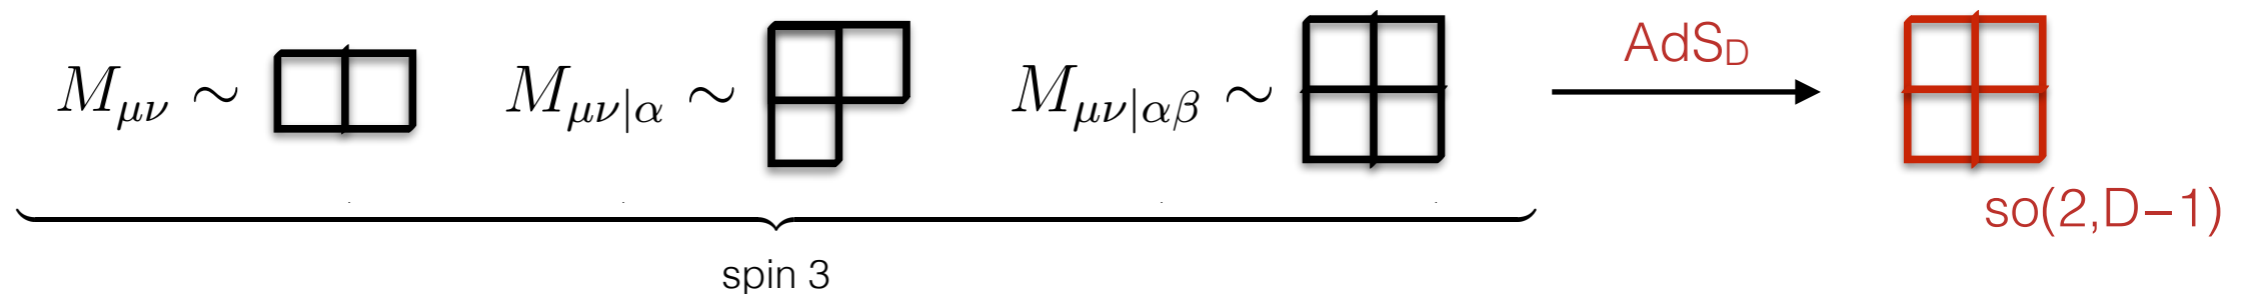 M_{μν} ∼ M_{μν|α} ∼ M_{μν|αβ} ∼ AdS_D
so(2,D−1)
spin 3